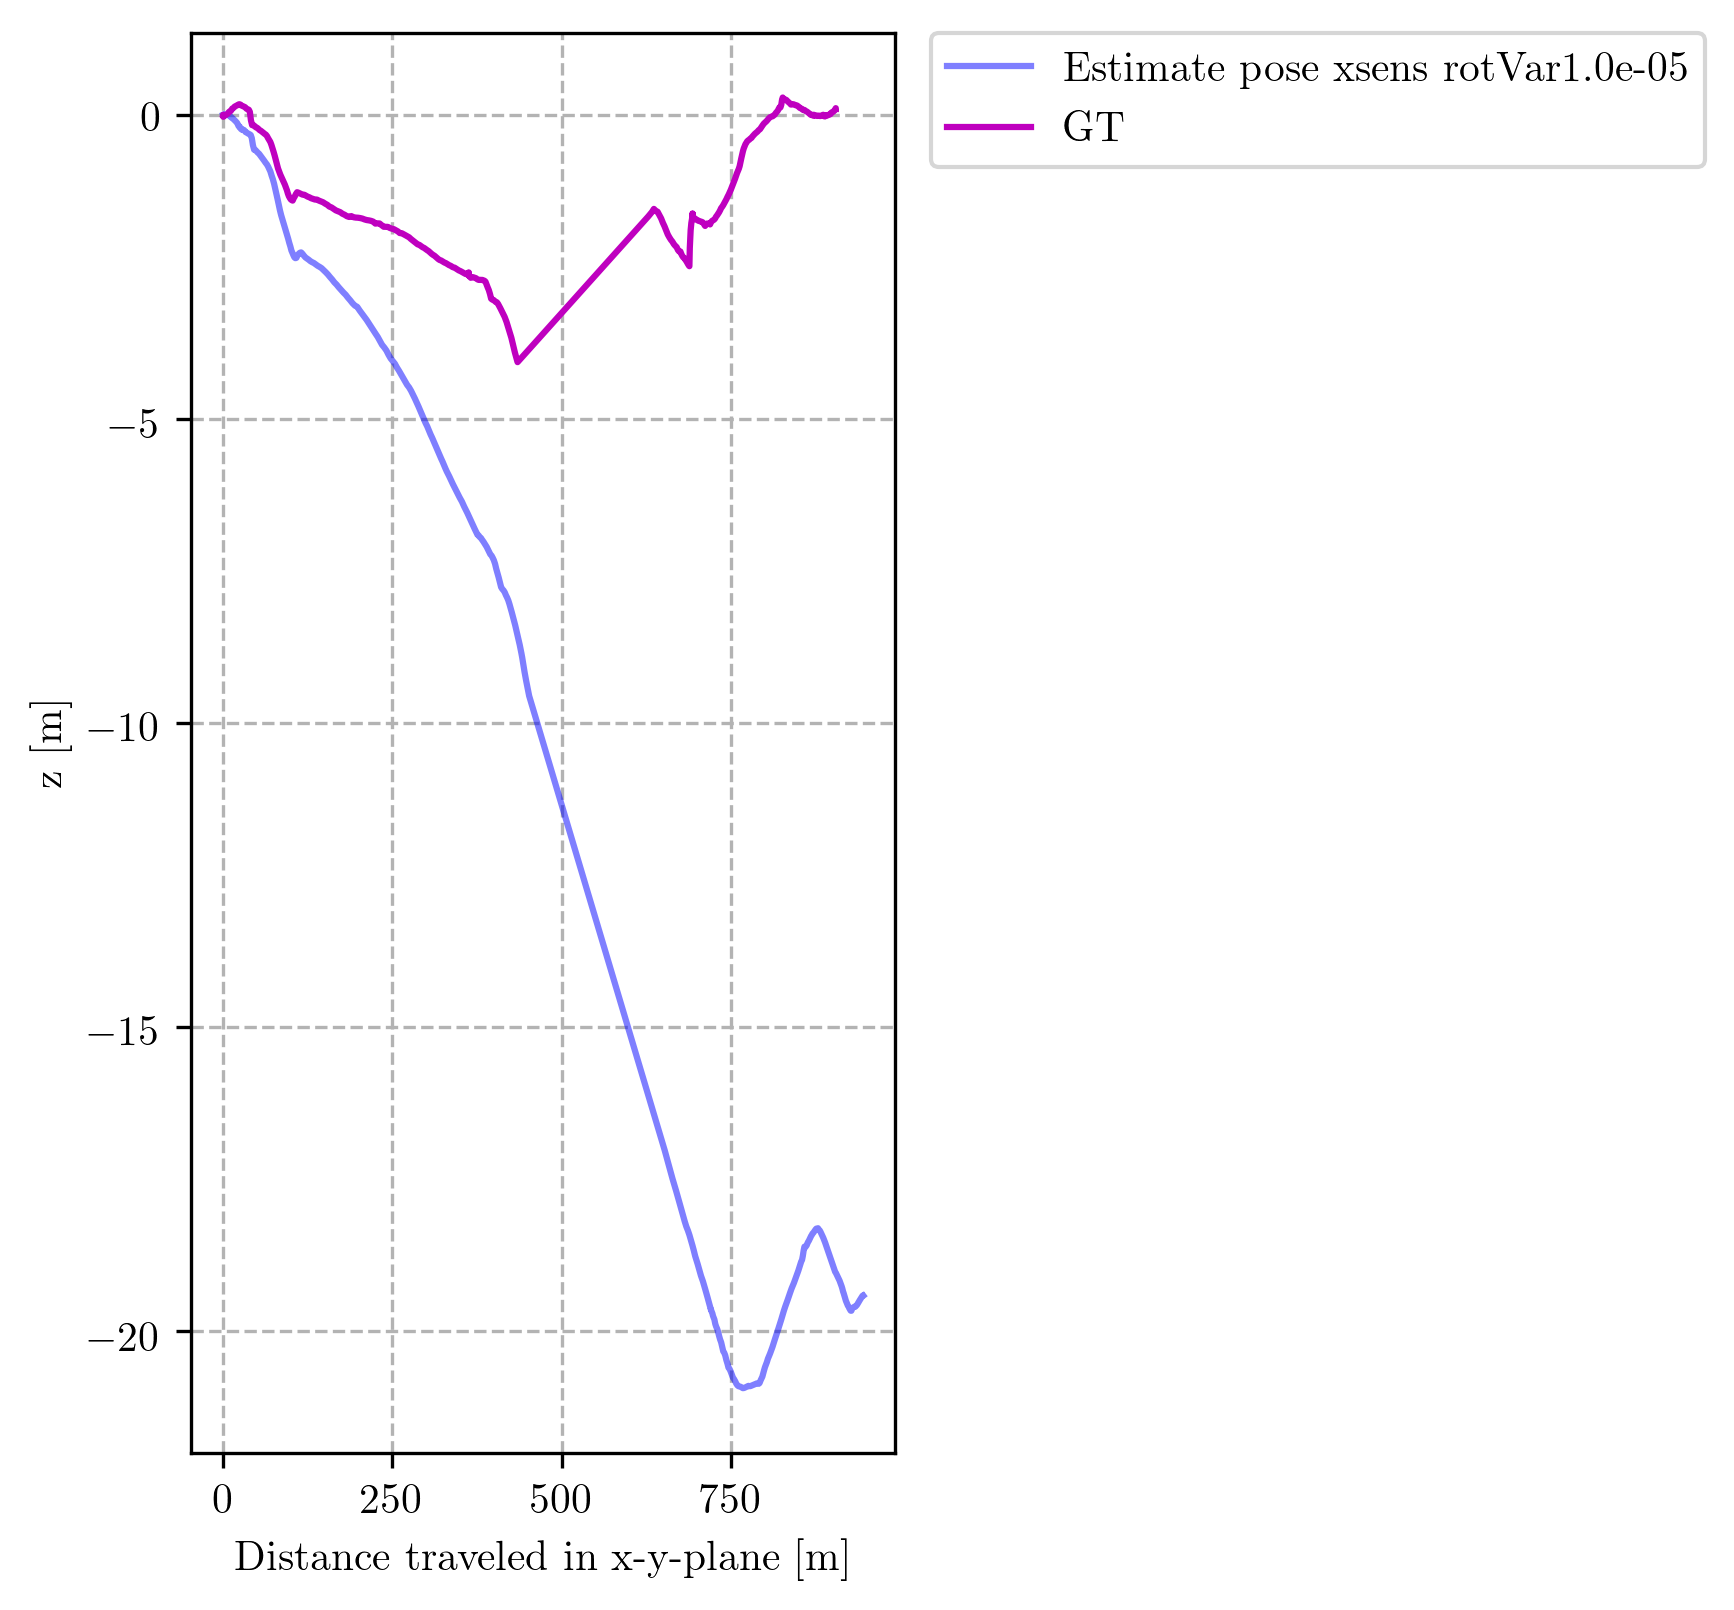 Estimate pose xsens rotVar1.0e-05
GT
0
−5
−10
−15
−20
z [m]
0 250 500 750
Distance traveled in x-y-plane [m]